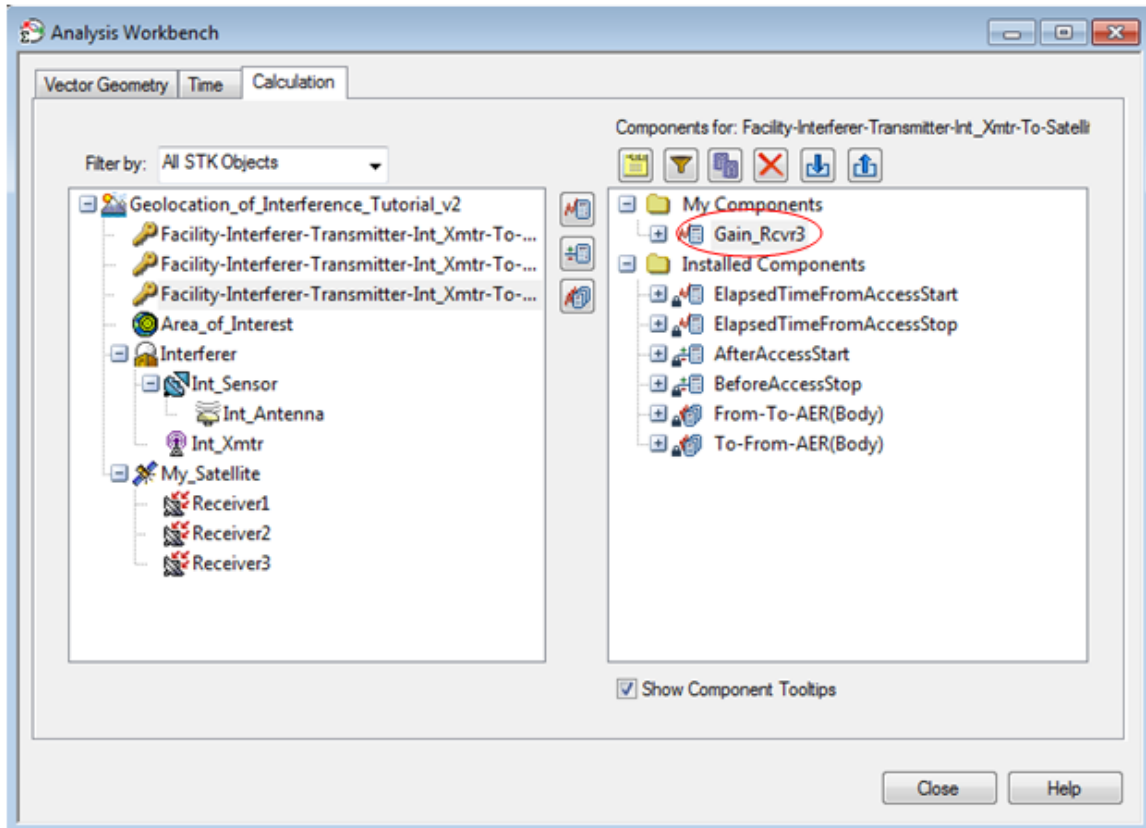 Analysis Workbench
Vector Geometry Time Calculation
Components for: Facility-Interferer-Transmitter-Int_Xmtr-To-Satelli
Filter by: All STK Objects
Geolocation_of_Interference_Tutorial_v2
Facility-Interferer-Transmitter-Int_Xmtr-To-...
Facility-Interferer-Transmitter-Int_Xmtr-To-...
Facility-Interferer-Transmitter-Int_Xmtr-To-...
Area_of_Interest
Interferer
Int_Sensor
Int_Antenna
Int_Xmtr
My_Satellite
Receiver1
Receiver2
Receiver3
My Components
Gain_Rcvr3
Installed Components
ElapsedTimeFromAccessStart
ElapsedTimeFromAccessStop
AfterAccessStart
BeforeAccessStop
From-To-AER(Body)
To-From-AER(Body)
Show Component Tooltips
Close Help